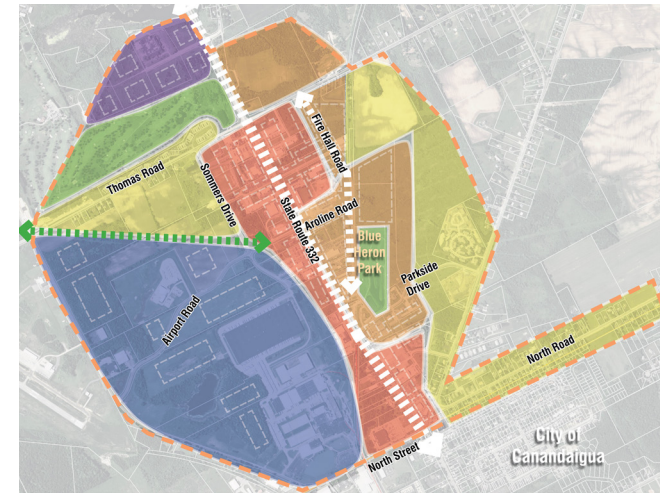 Fire Hall Road
Thomas Road
Sommers Drive
State Route 332
Aroline Road
Blue
Heron
Park
Parkside
Drive
Airport Road
North Road
City of
Canandaigua
North Street